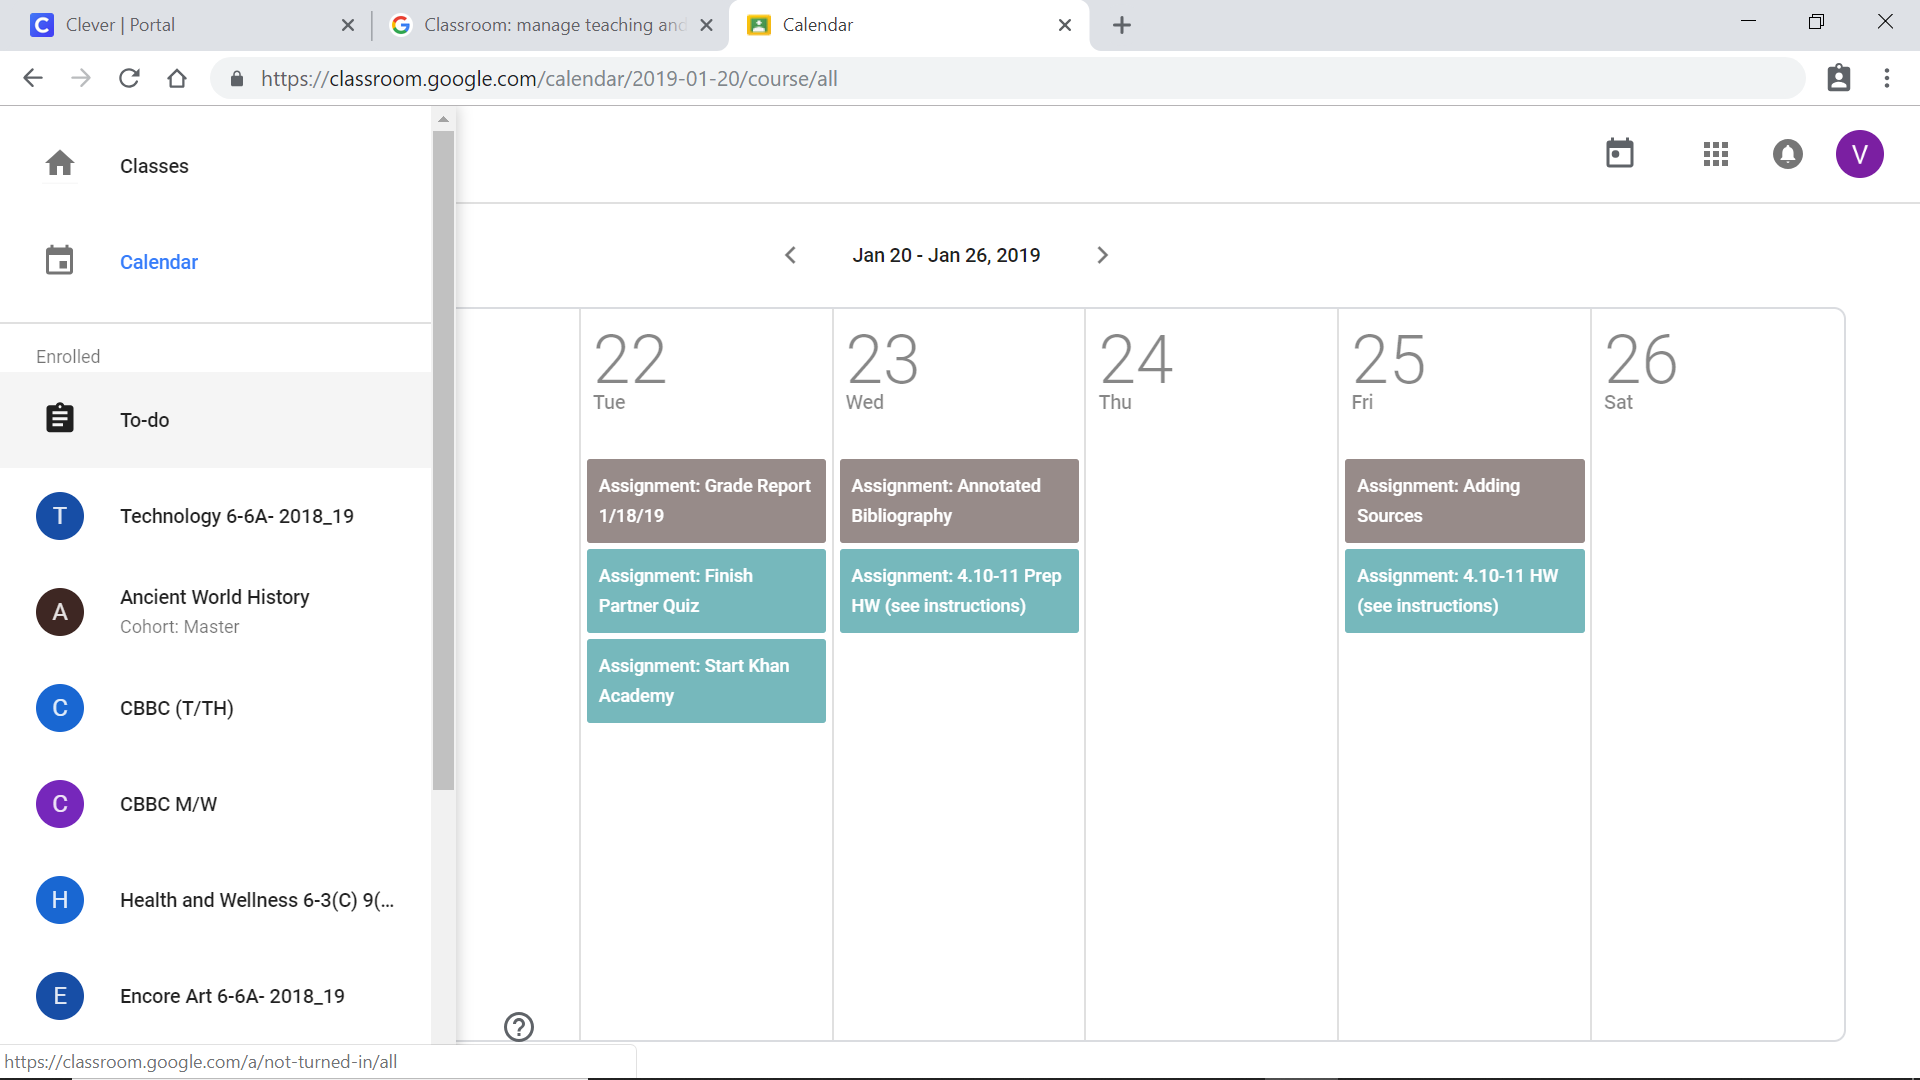 Clever | Portal
Classroom: manage teaching and
Calendar
https://classroom.google.com/calendar/2019-01-20/course/all
Classes
Calendar
Enrolled
To-do
T
Technology 6-6A- 2018_19
A
Ancient World History
Cohort: Master
C
CBBC (T/TH)
C
CBBC M/W
H
Health and Wellness 6-3(C) 9(...
E
Encore Art 6-6A- 2018_19
https://classroom.google.com/a/not-turned-in/all
V
Jan 20 - Jan 26, 2019
22
Tue
Assignment: Grade Report
1/18/19
Assignment: Finish
Partner Quiz
Assignment: Start Khan
Academy
23
Wed
Assignment: Annotated
Bibliography
Assignment: 4.10-11 Prep
HW (see instructions)
24
Thu
25
Fri
Assignment: Adding
Sources
Assignment: 4.10-11 HW
(see instructions)
26
Sat